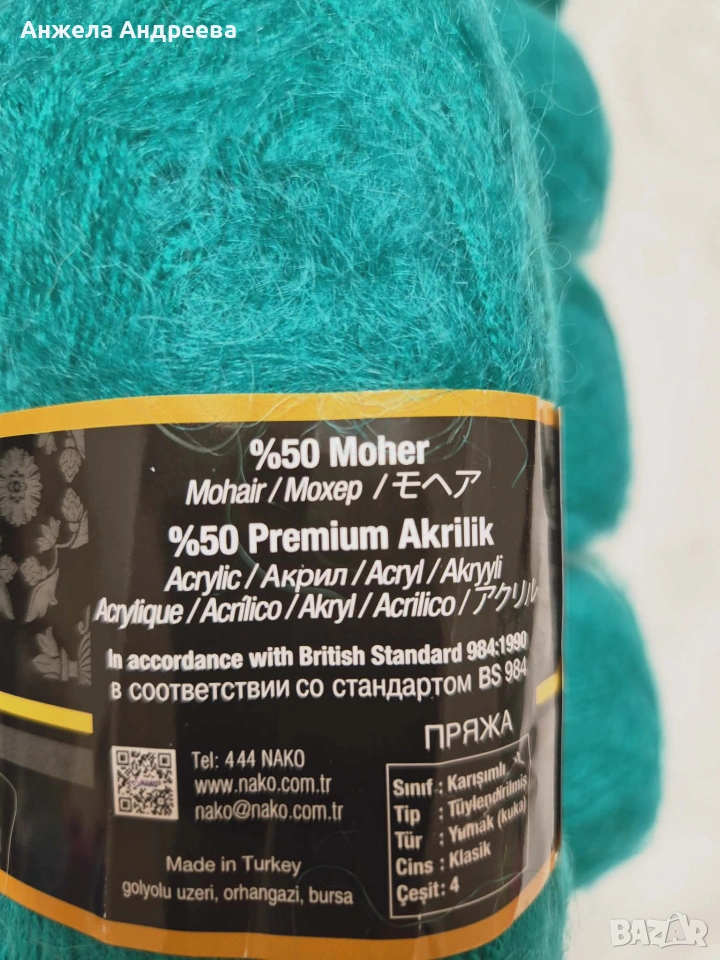 Анжела Андреева
%50 Moher
Mohair / Мохер / モヘア
%50 Premium Akrilik
Acrylic / Акрил / Acryl / Akryyli
Acrylique / Acrílico / Akryl / Acrilico / アクリル
In accordance with British Standard 984:1990
в соответствии со стандартом BS 984
ПРЯЖА
Tel: 444 NAKO
www.nako.com.tr
nako@nako.com.tr
Made in Turkey
golyolu uzeri, orhangazi, bursa
Sınıf : Karışımlı
Tip : Tüylendirilmiş
Tür : Yumak (kuka)
Cins : Klasik
Çeşit : 4
BAZAR